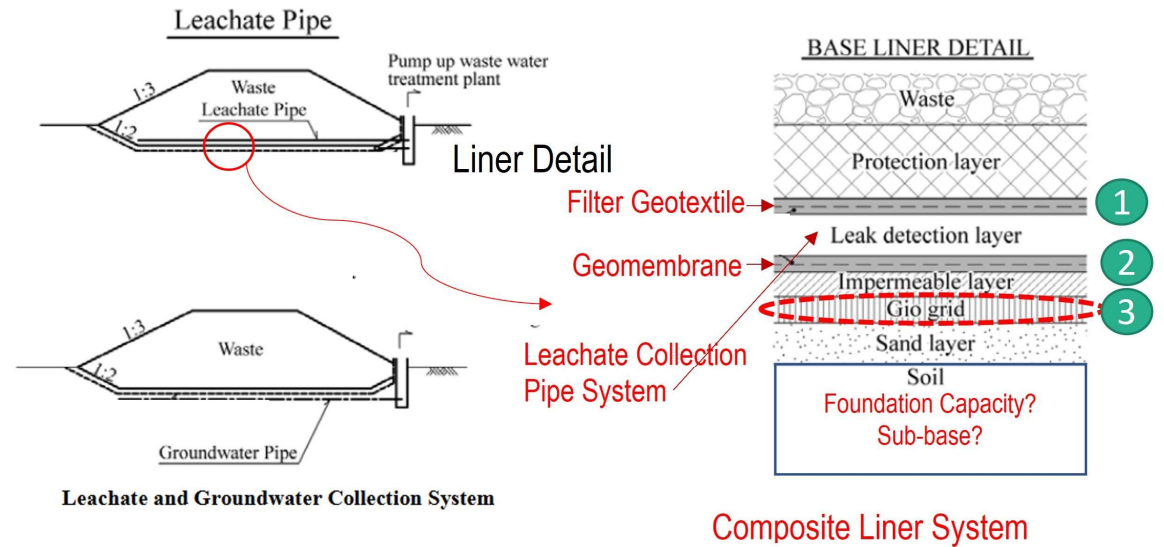 Leachate Pipe
Pump up waste water
treatment plant
1:3
Waste
Leachate Pipe
1:2
Liner Detail
1:3
Waste
1:2
Groundwater Pipe
Leachate and Groundwater Collection System
BASE LINER DETAIL
Waste
Protection layer
Filter Geotextile
1
Leak detection layer
Geomembrane
2
Impermeable layer
Gio grid
3
Sand layer
Leachate Collection
Pipe System
Soil
Foundation Capacity?
Sub-base?
Composite Liner System